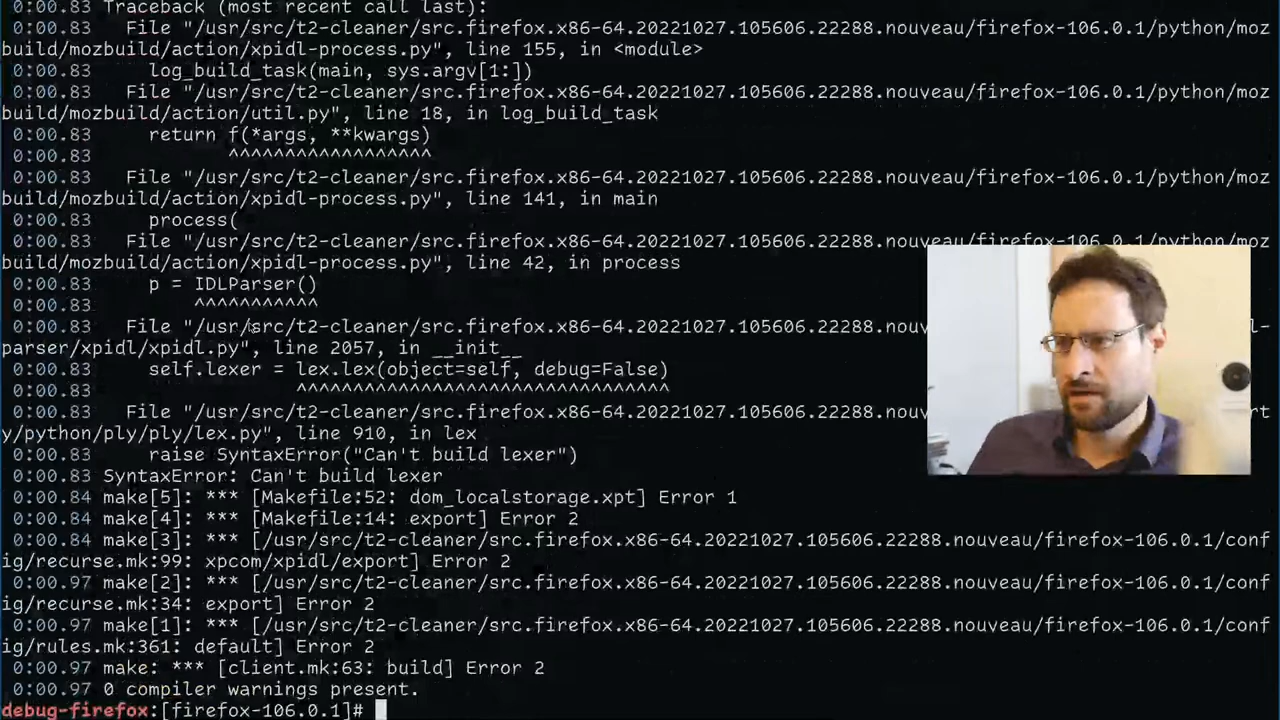 0:00.83 Traceback (most recent call last):
0:00.83   File "/usr/src/t2-cleaner/src.firefox.x86-64.20221027.105606.22288.nouveau/firefox-106.0.1/python/moz
build/mozbuild/action/xpidl-process.py", line 155, in <module>
0:00.83     log_build_task(main, sys.argv[1:])
0:00.83   File "/usr/src/t2-cleaner/src.firefox.x86-64.20221027.105606.22288.nouveau/firefox-106.0.1/python/moz
build/mozbuild/action/util.py", line 18, in log_build_task
0:00.83     return f(*args, **kwargs)
0:00.83            ^^^^^^^^^^^^^^^^^^
0:00.83   File "/usr/src/t2-cleaner/src.firefox.x86-64.20221027.105606.22288.nouveau/firefox-106.0.1/python/moz
build/mozbuild/action/xpidl-process.py", line 141, in main
0:00.83     process(
0:00.83   File "/usr/src/t2-cleaner/src.firefox.x86-64.20221027.105606.22288.nouveau/firefox-106.0.1/python/moz
build/mozbuild/action/xpidl-process.py", line 42, in process
0:00.83     p = IDLParser()
0:00.83         ^^^^^^^^^^^
0:00.83   File "/usr/src/t2-cleaner/src.firefox.x86-64.20221027.105606.22288.nouv
parser/xpidl/xpidl.py", line 2057, in __init__
0:00.83     self.lexer = lex.lex(object=self, debug=False)
0:00.83                  ^^^^^^^^^^^^^^^^^^^^^^^^^^^^^^^^^
0:00.83   File "/usr/src/t2-cleaner/src.firefox.x86-64.20221027.105606.22288.nouv
y/python/ply/ply/lex.py", line 910, in lex
0:00.83     raise SyntaxError("Can't build lexer")
0:00.83 SyntaxError: Can't build lexer
0:00.84 make[5]: *** [Makefile:52: dom_localstorage.xpt] Error 1
0:00.84 make[4]: *** [Makefile:14: export] Error 2
0:00.84 make[3]: *** [/usr/src/t2-cleaner/src.firefox.x86-64.20221027.105606.22288.nouveau/firefox-106.0.1/conf
ig/recurse.mk:99: xpcom/xpidl/export] Error 2
0:00.97 make[2]: *** [/usr/src/t2-cleaner/src.firefox.x86-64.20221027.105606.22288.nouveau/firefox-106.0.1/conf
ig/recurse.mk:34: export] Error 2
0:00.97 make[1]: *** [/usr/src/t2-cleaner/src.firefox.x86-64.20221027.105606.22288.nouveau/firefox-106.0.1/conf
ig/rules.mk:361: default] Error 2
0:00.97 make: *** [client.mk:63: build] Error 2
0:00.97 0 compiler warnings present.
debug-firefox:[firefox-106.0.1]#